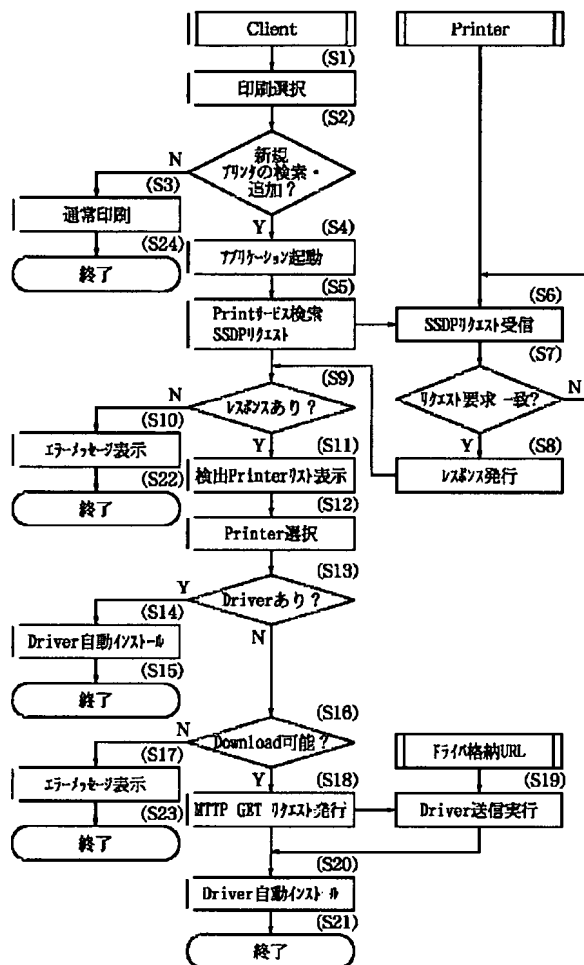 Client
Printer
(S1)
印刷選択
(S2)
新規
プリンタの検索・
追加?
N
(S3)
通常印刷
(S24)
終了
Y
(S4)
アプリケーション起動
(S5)
Printサービス検索
SSDPリクエスト
(S6)
SSDPリクエスト受信
(S7)
リクエスト要求一致?
N
Y
(S8)
レスポンス発行
(S9)
レスポンスあり?
N
(S10)
エラーメッセージ表示
(S22)
終了
Y
(S11)
検出Printerリスト表示
(S12)
Printer選択
(S13)
Driverあり?
Y
(S14)
Driver自動インストール
(S15)
終了
N
(S16)
Download可能?
N
(S17)
エラーメッセージ表示
(S23)
終了
Y
(S18)
HTTP GET リクエスト発行
ドライバ格納URL
(S19)
Driver送信実行
(S20)
Driver自動インストール
(S21)
終了